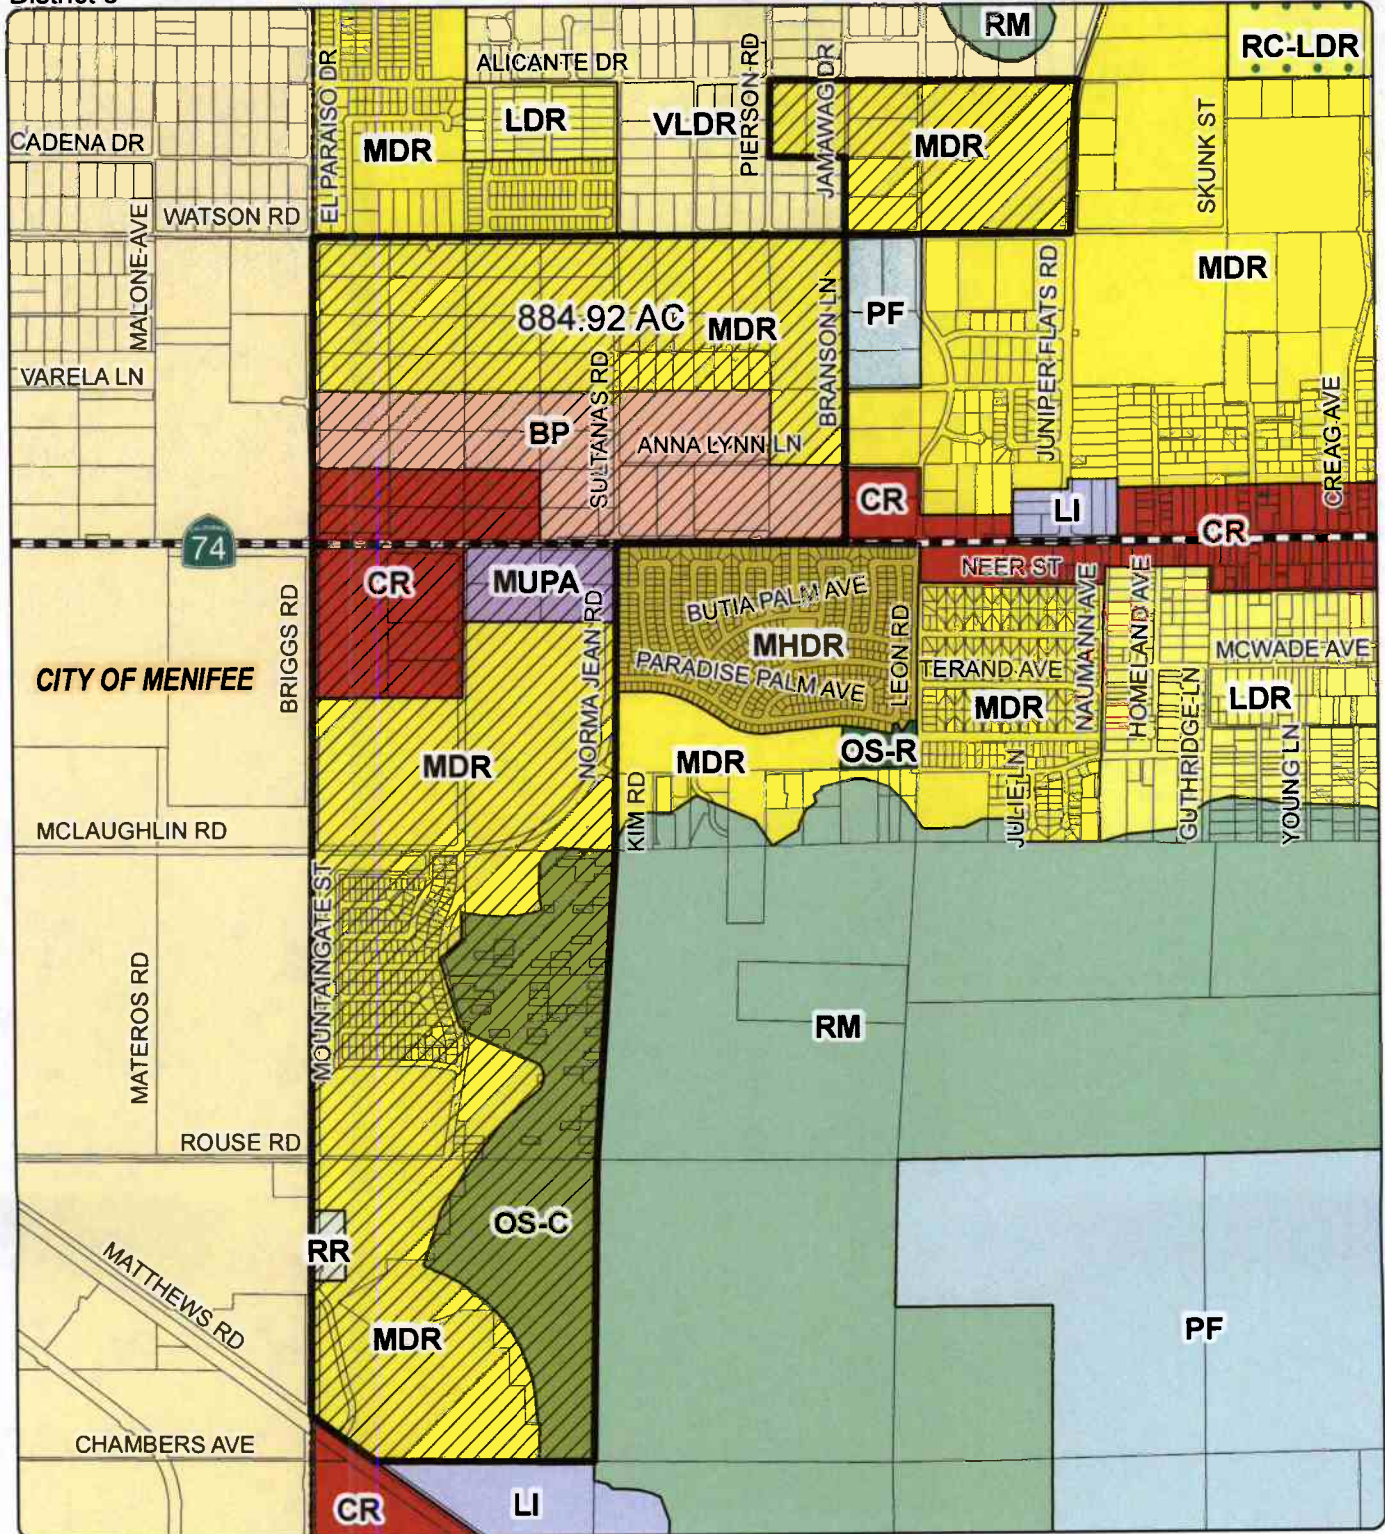 RM
RC-LDR
ALICANTE DR
EL PARAISO DR
PIERSON RD
JAMAWAG DR
LDR
VLDR
MDR
MDR
CADENA DR
SKUNK ST
WATSON RD
MALONE AVE
MDR
884.92 AC
MDR
PF
BRANSON LN
JUNIPER FLATS RD
VARELA LN
SULTANAS RD
BP
ANNA LYNN LN
CREAG AVE
CR
LI
CR
CALIFORNIA
74
CR
MUPA
NEER ST
BUTIA PALM AVE
MHDR
PARADISE PALM AVE
LEON RD
TERAND AVE
NAUMANN AVE
HOMELAND AVE
MCWADE AVE
CITY OF MENIFEE
BRIGGS RD
NORMA JEAN RD
MDR
LDR
GUTHRIDGE LN
YOUNG LN
MDR
MDR
OS-R
KIM RD
JULIE LN
MCLAUGHLIN RD
MOUNTAINGATE ST
MATEROS RD
RM
ROUSE RD
OS-C
RR
MATTHEWS RD
MDR
PF
CHAMBERS AVE
CR
LI